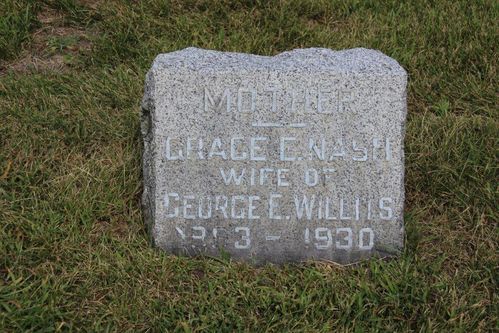 MOTHER
GRACE E. NASH
WIFE OF
GEORGE E. WILLITS
- 1930